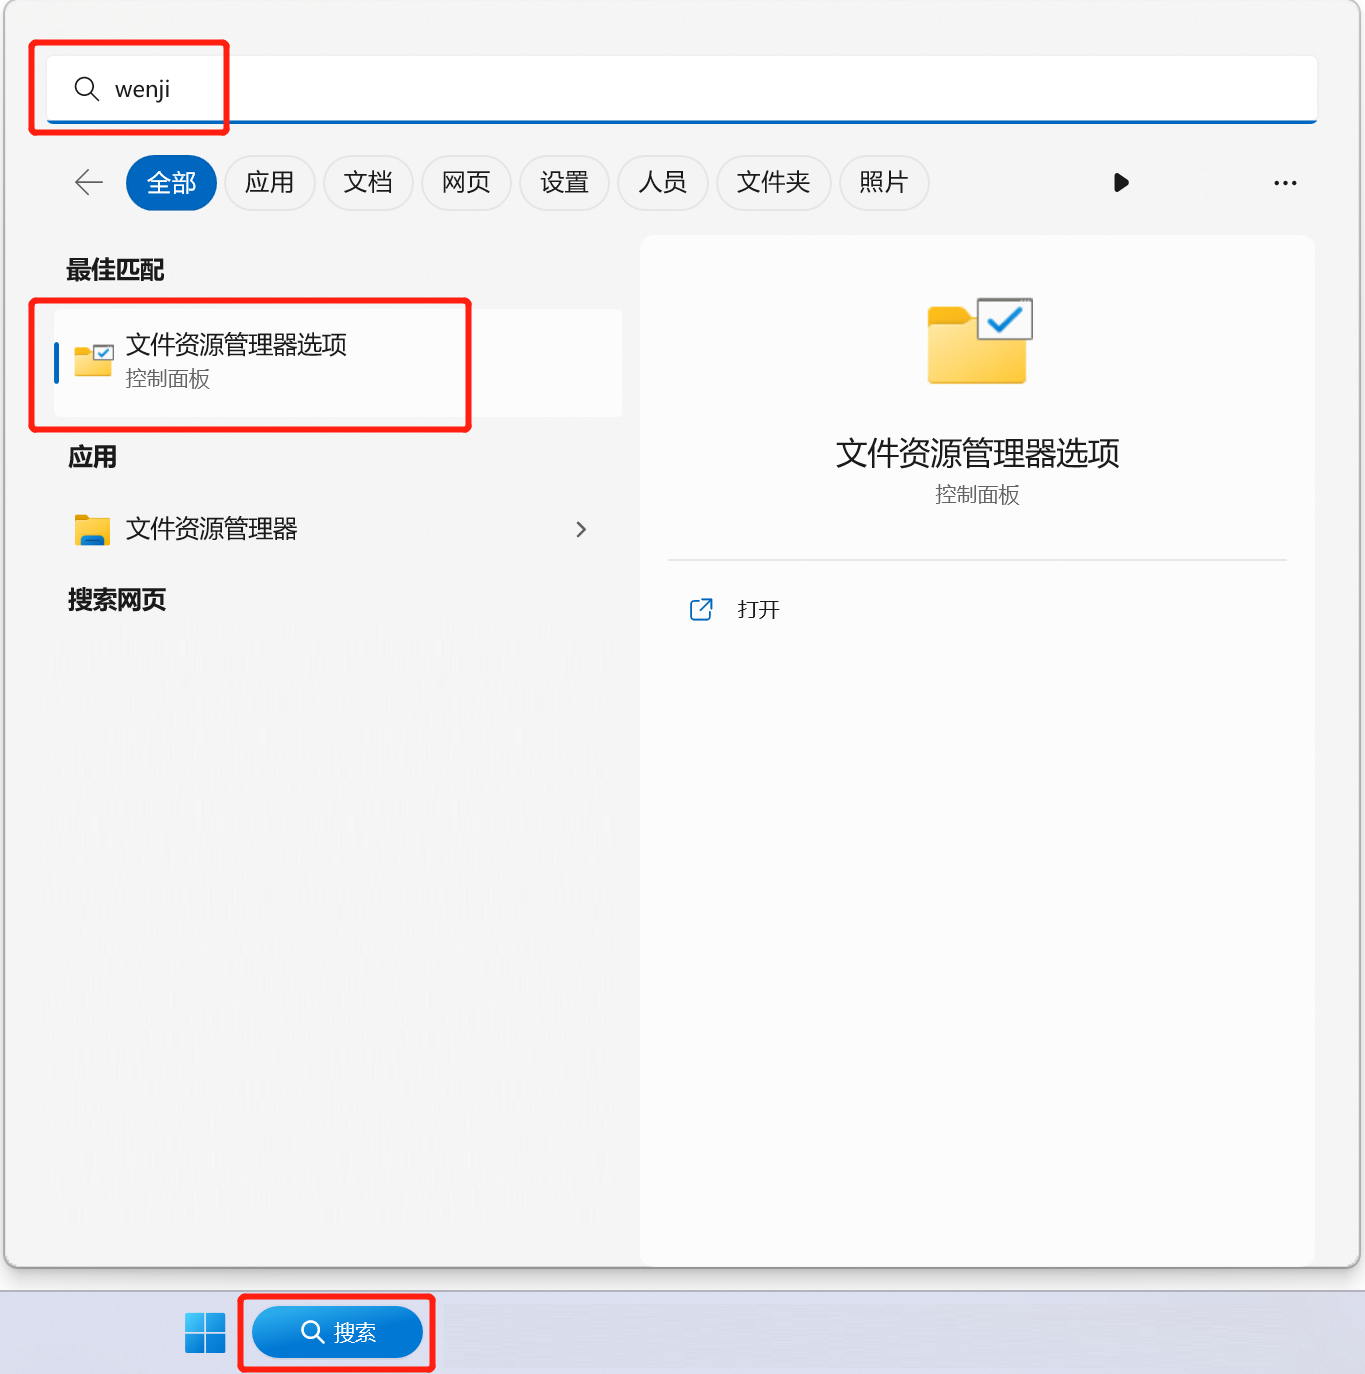 wenji
全部 应用 文档 网页 设置 人员 文件夹 照片
最佳匹配
文件资源管理器选项
控制面板
应用
文件资源管理器
搜索网页
文件资源管理器选项
控制面板
打开
搜索